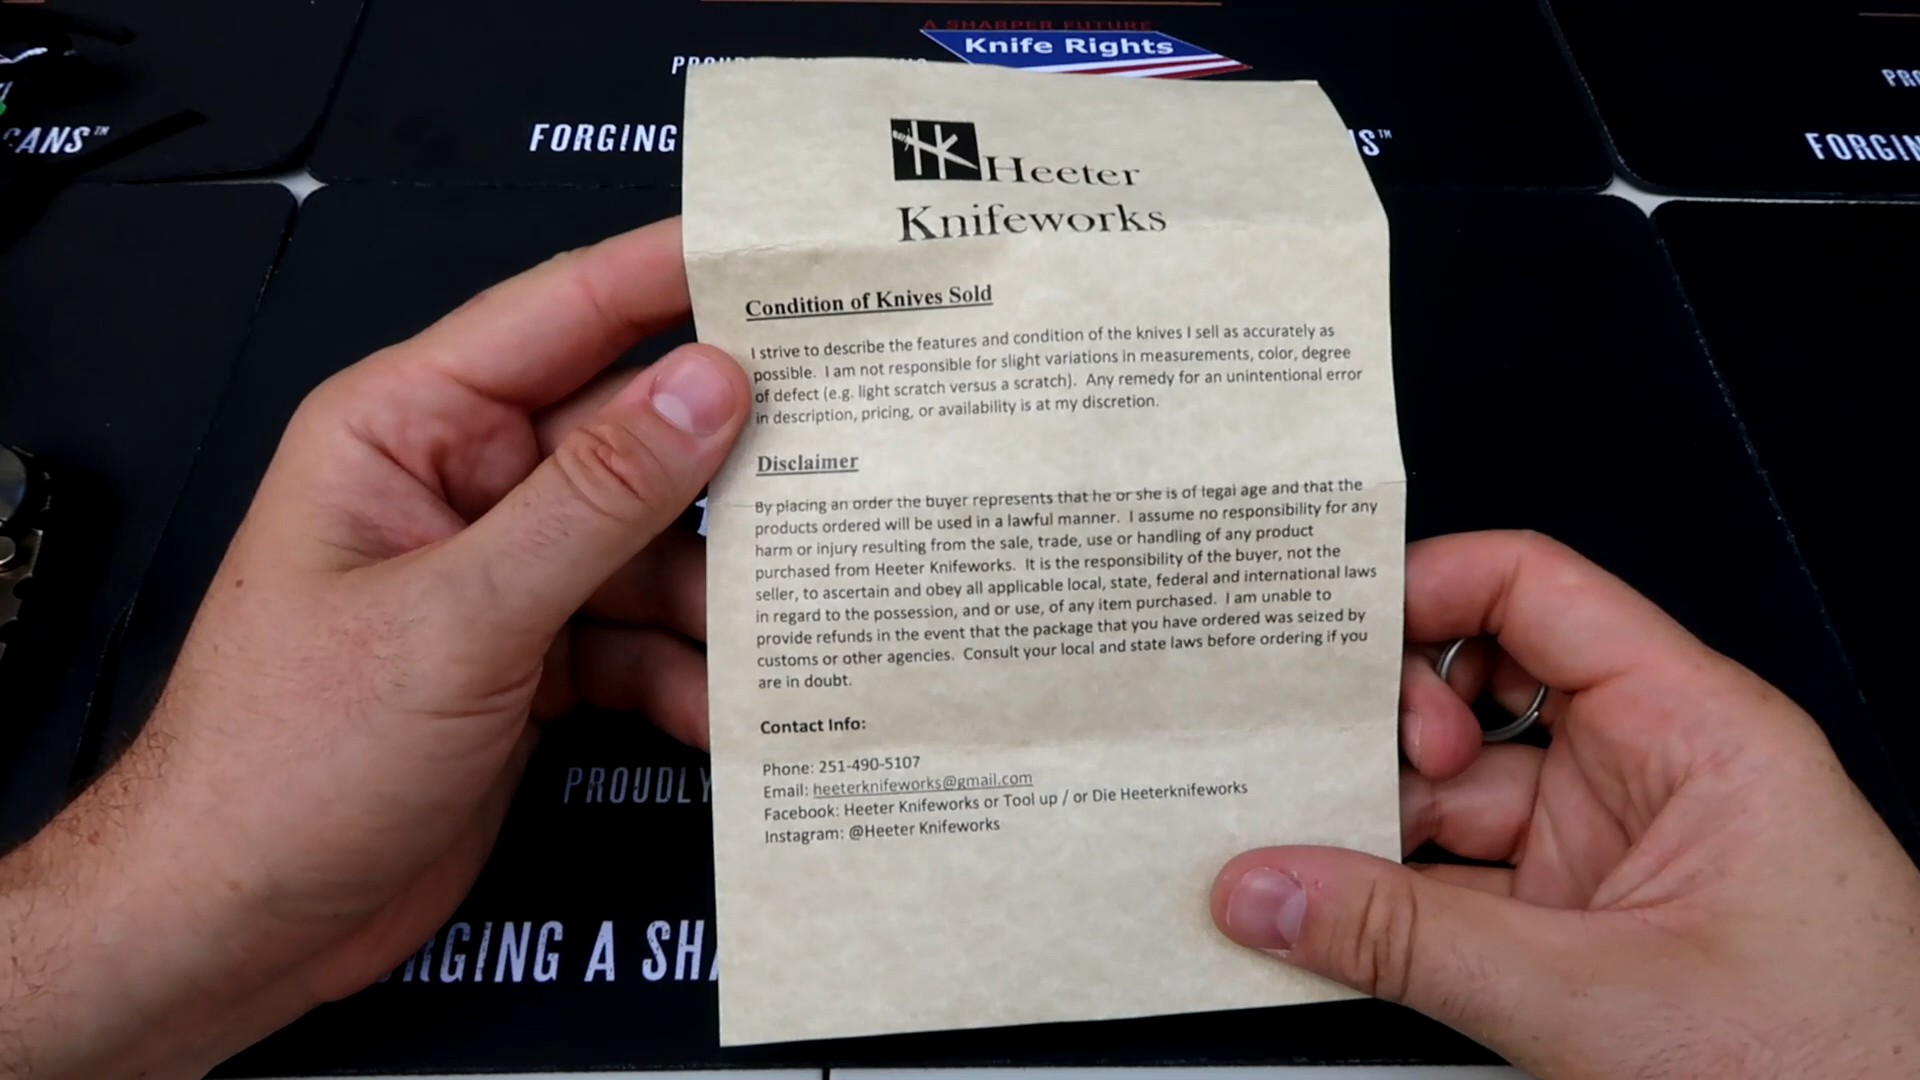 A SHARPER FUTURE™
Knife Rights
CANS™
FORGING
S™
FORGIN
Heeter
Knifeworks
Condition of Knives Sold
I strive to describe the features and condition of the knives I sell as accurately as
possible. I am not responsible for slight variations in measurements, color, degree
of defect (e.g. light scratch versus a scratch). Any remedy for an unintentional error
in description, pricing, or availability is at my discretion.
Disclaimer
By placing an order the buyer represents that he or she is of legal age and that the
products ordered will be used in a lawful manner. I assume no responsibility for any
harm or injury resulting from the sale, trade, use or handling of any product
purchased from Heeter Knifeworks. It is the responsibility of the buyer, not the
seller, to ascertain and obey all applicable local, state, federal and international laws
in regard to the possession, and or use, of any item purchased. I am unable to
provide refunds in the event that the package that you have ordered was seized by
customs or other agencies. Consult your local and state laws before ordering if you
are in doubt.
Contact Info:
Phone: 251-490-5107
Email: heeterknifeworks@gmail.com
Facebook: Heeter Knifeworks or Tool up / or Die Heeterknifeworks
Instagram: @Heeter Knifeworks
PROUDLY
RGING A SHA